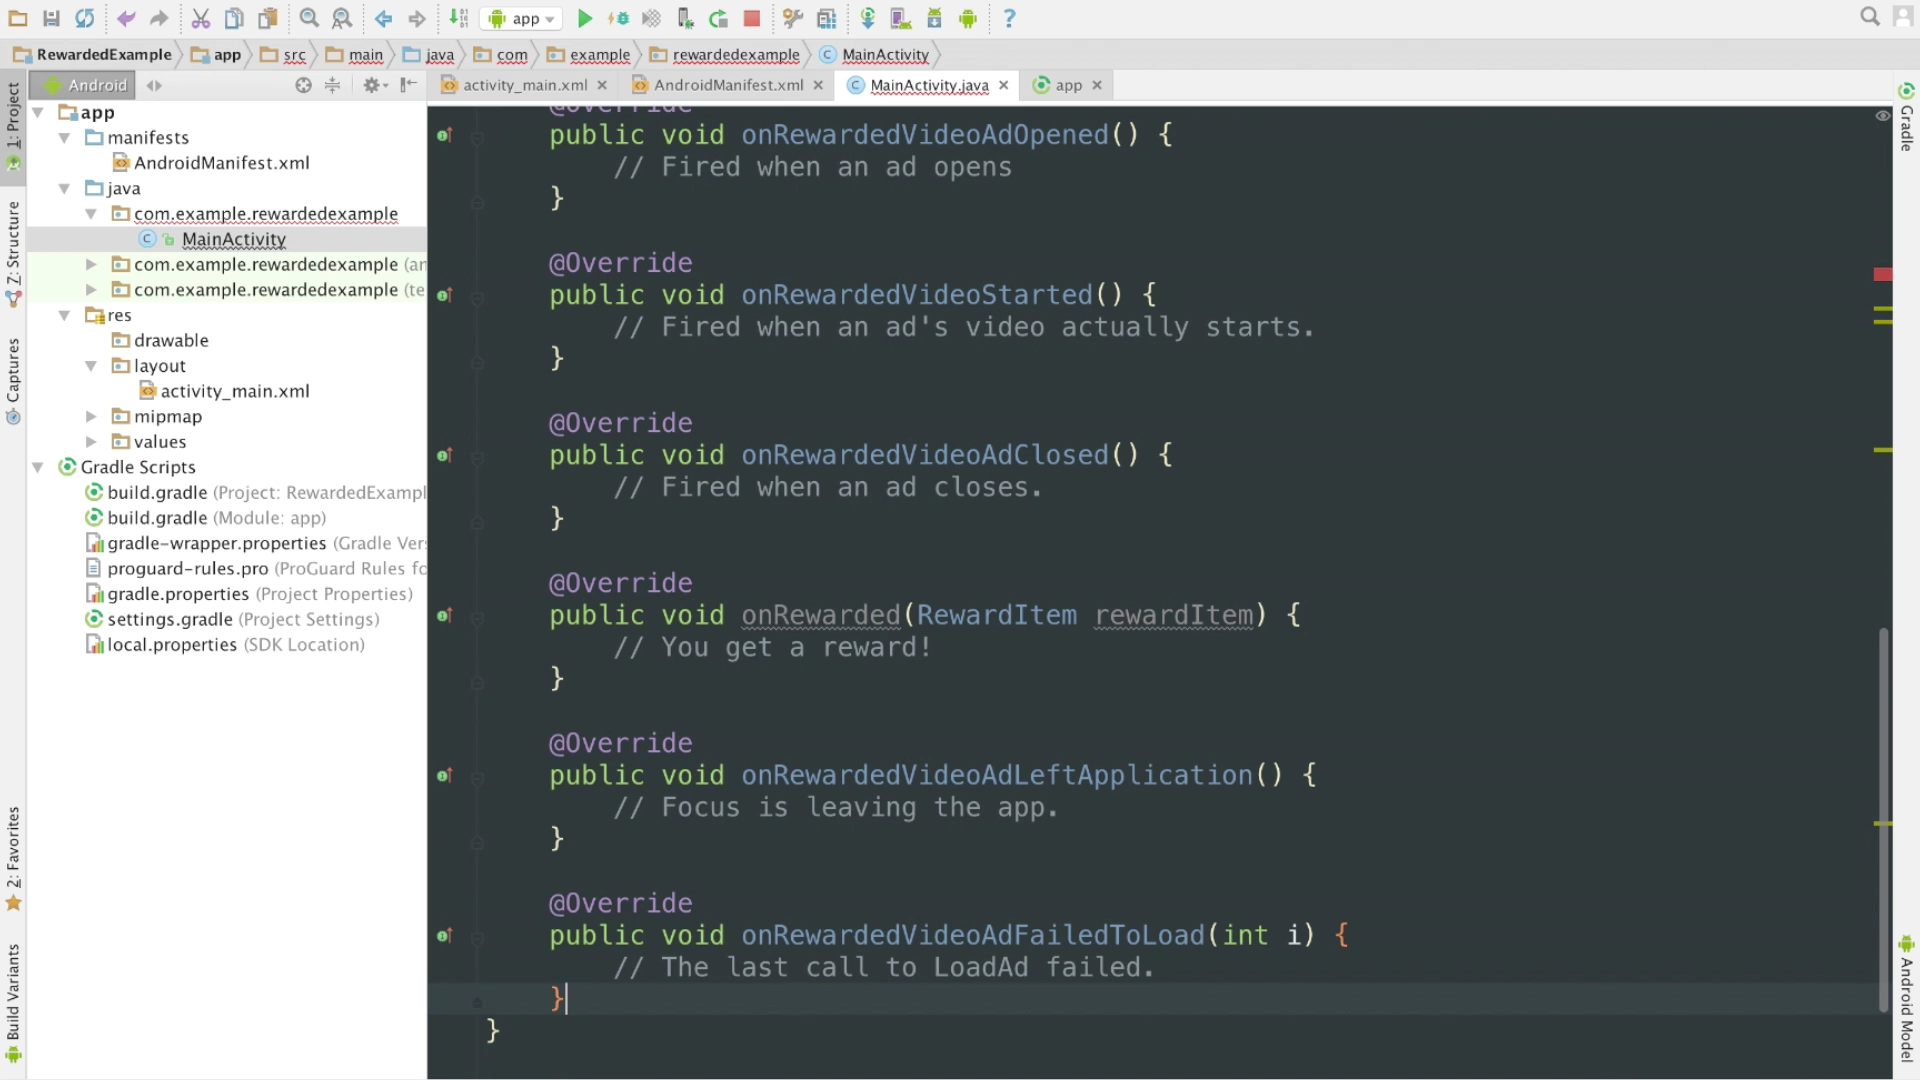 app
RewardedExample
app
src
main
java
com
example
rewardedexample
MainActivity
Android
activity_main.xml
AndroidManifest.xml
MainActivity.java
app
1: Project
Z: Structure
Captures
2: Favorites
Build Variants
app
manifests
AndroidManifest.xml
java
com.example.rewardedexample
MainActivity
com.example.rewardedexample (an
com.example.rewardedexample (te
res
drawable
layout
activity_main.xml
mipmap
values
Gradle Scripts
build.gradle (Project: RewardedExampl
build.gradle (Module: app)
gradle-wrapper.properties (Gradle Ver
proguard-rules.pro (ProGuard Rules fo
gradle.properties (Project Properties)
settings.gradle (Project Settings)
local.properties (SDK Location)
@Override
public void onRewardedVideoAdOpened() {
// Fired when an ad opens
}
@Override
public void onRewardedVideoStarted() {
// Fired when an ad's video actually starts.
}
@Override
public void onRewardedVideoAdClosed() {
// Fired when an ad closes.
}
@Override
public void onRewarded(RewardItem rewardItem) {
// You get a reward!
}
@Override
public void onRewardedVideoAdLeftApplication() {
// Focus is leaving the app.
}
@Override
public void onRewardedVideoAdFailedToLoad(int i) {
// The last call to LoadAd failed.
}
}
Gradle
Android Model